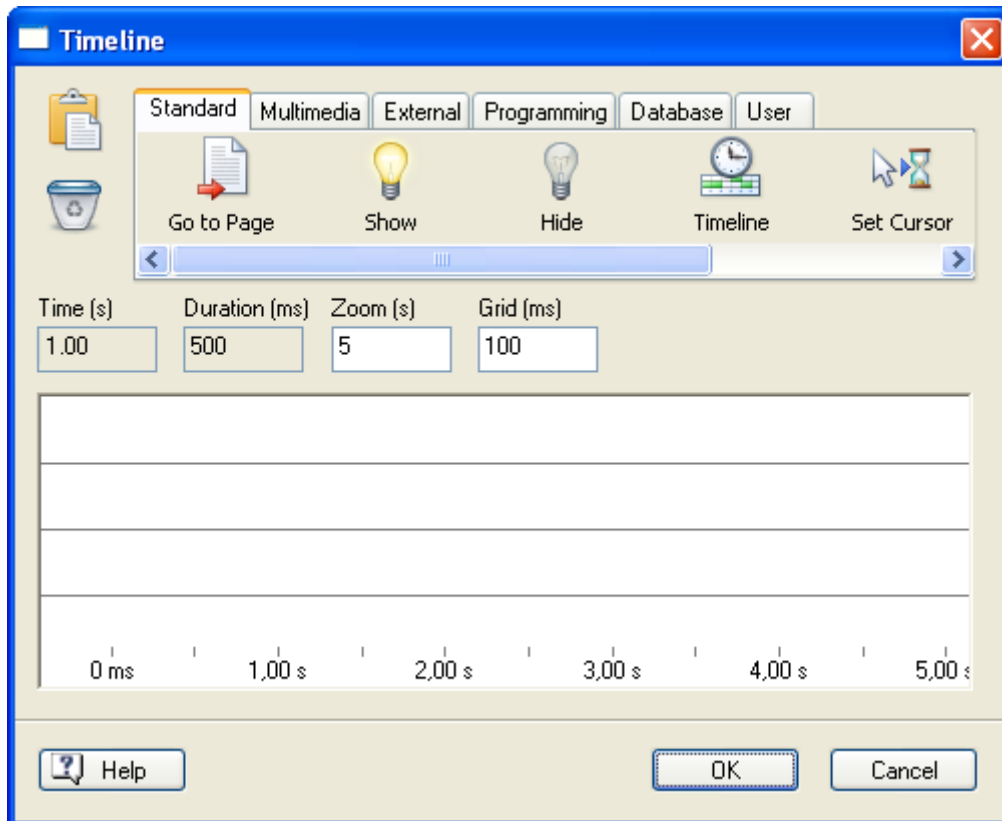 Timeline
Standard Multimedia External Programming Database User
Go to Page Show Hide Timeline Set Cursor
Time (s) Duration (ms) Zoom (s) Grid (ms)
1.00 500 5 100
0 ms 1,00 s 2,00 s 3,00 s 4,00 s 5,00 s
Help OK Cancel